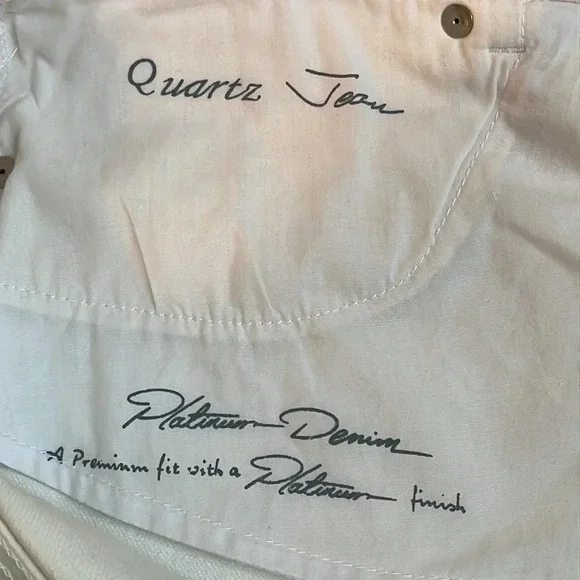 Quartz Jean
Platinum Denim
A Premium fit with a Platinum finish